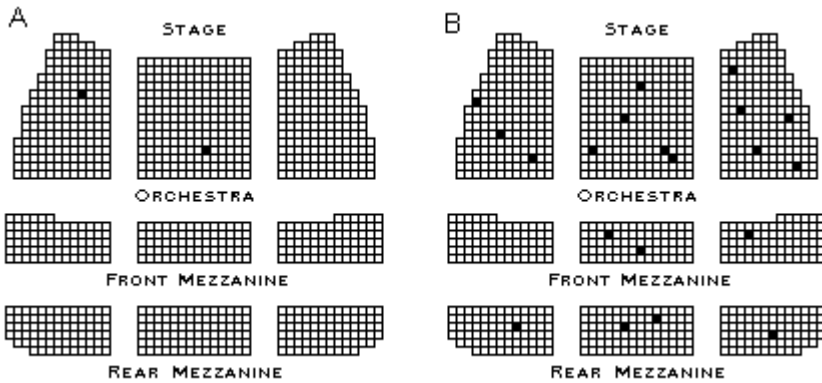 A
STAGE
ORCHESTRA
FRONT MEZZANINE
REAR MEZZANINE
B
STAGE
ORCHESTRA
FRONT MEZZANINE
REAR MEZZANINE